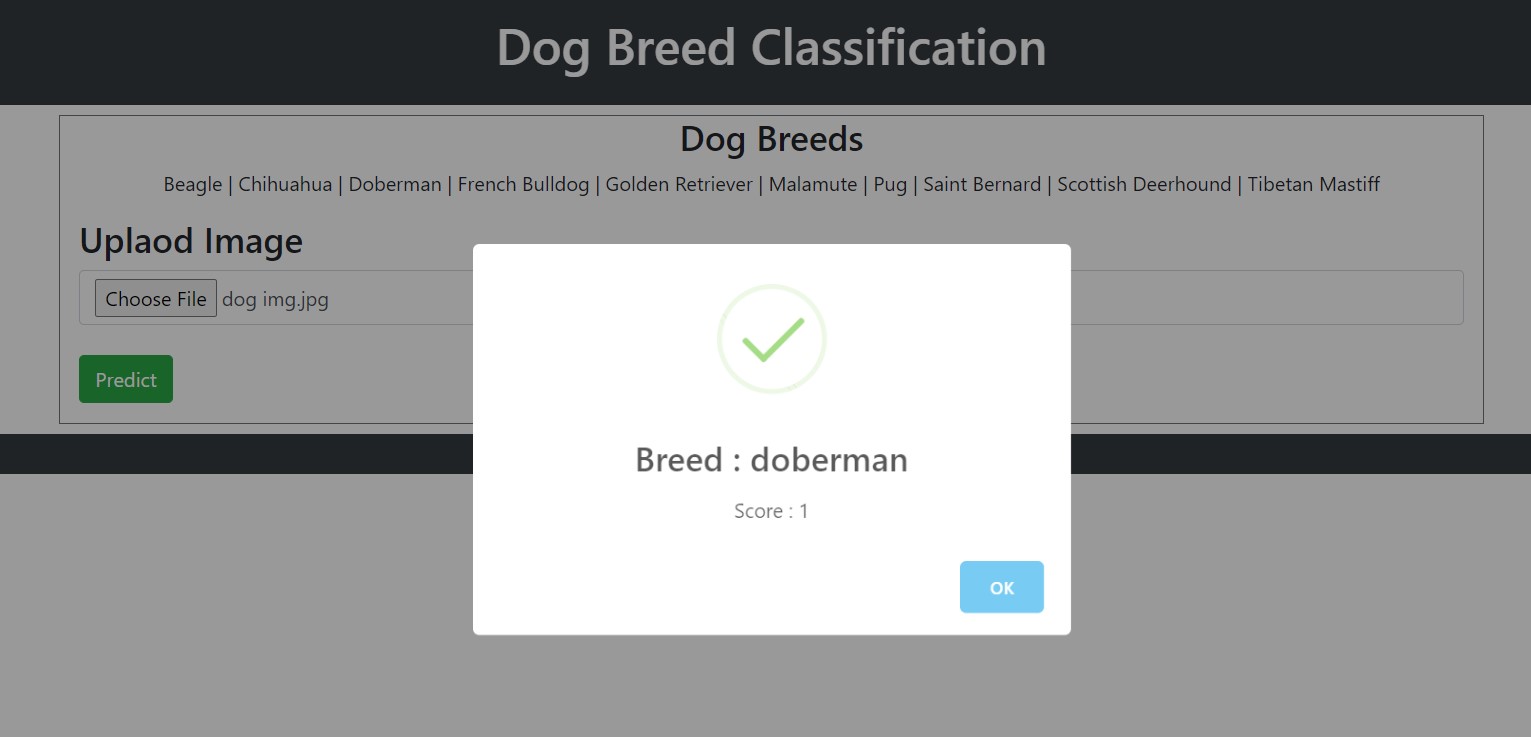 Dog Breed Classification
Dog Breeds
Beagle | Chihuahua | Doberman | French Bulldog | Golden Retriever | Malamute | Pug | Saint Bernard | Scottish Deerhound | Tibetan Mastiff
Uplaod Image
Choose File dog img.jpg
Predict
Breed : doberman
Score : 1
OK